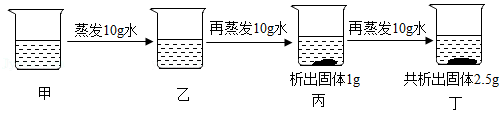 蒸发10g水
再蒸发10g水
再蒸发10g水
甲
乙
析出固体1g
丙
共析出固体2.5g
丁